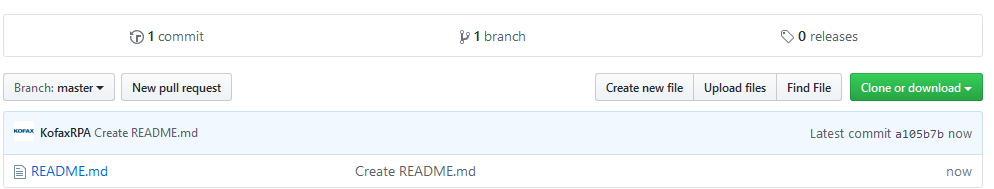 1 commit 1 branch 0 releases
Branch: master New pull request Create new file Upload files Find File Clone or download
KOFAX KofaxRPA Create README.md Latest commit a105b7b now
README.md Create README.md now